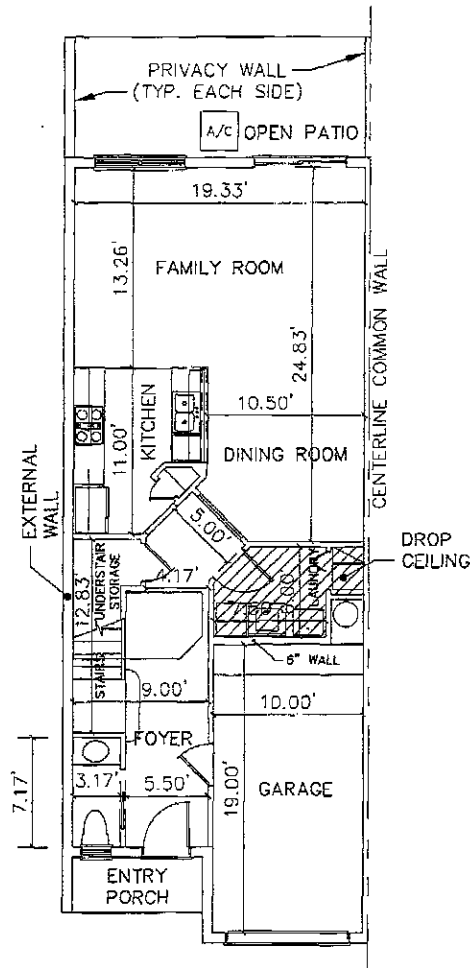 PRIVACY WALL
(TYP. EACH SIDE)
A/C
OPEN PATIO
19.33'
13.26'
FAMILY ROOM
24.83'
CENTERLINE COMMON WALL
KITCHEN
11.00'
10.50'
DINING ROOM
EXTERNAL
WALL
5.00'
DROP
CEILING
12.83
UNDERSTAIR
STORAGE
4.17'
LAUNDRY
STAIRS
6" WALL
9.00'
10.00'
FOYER
7.17'
3.17'
5.50'
19.00'
GARAGE
ENTRY
PORCH